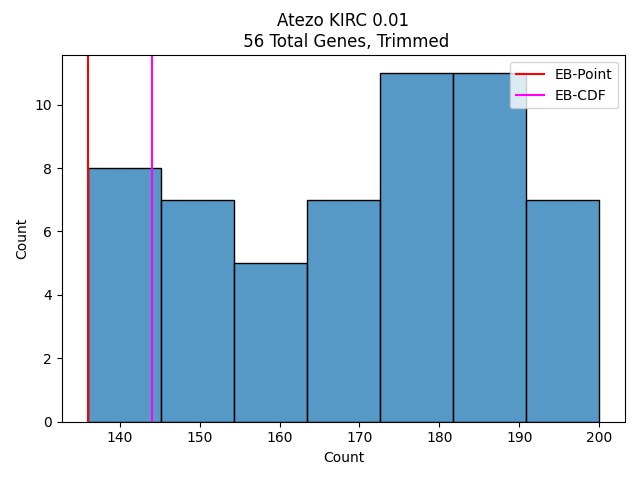 Atezo KIRC 0.01
56 Total Genes, Trimmed
EB-Point
EB-CDF
Count
10
8
6
4
2
0
140 150 160 170 180 190 200
Count